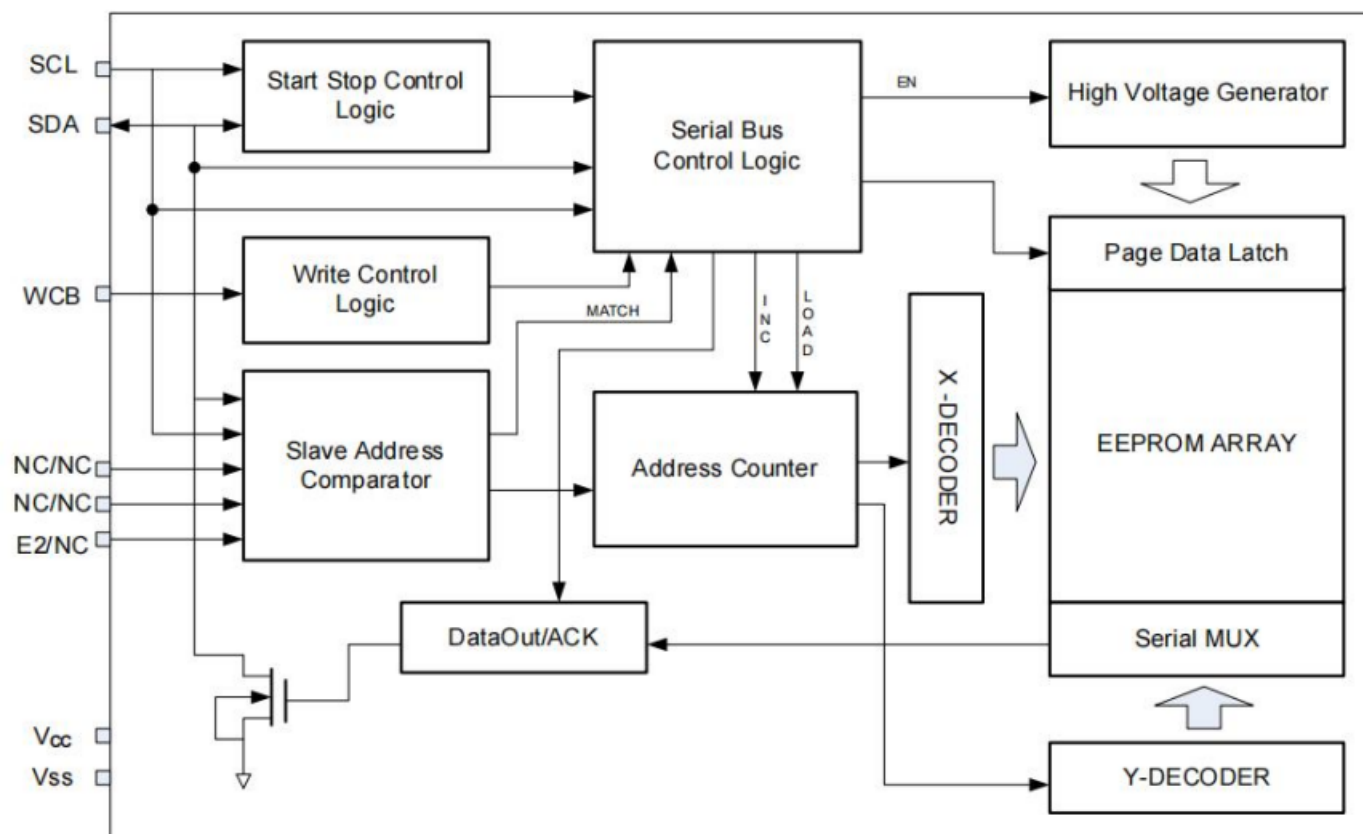 SCL
SDA
WCB
NC/NC
NC/NC
E2/NC
Vcc
Vss
Start Stop Control
Logic
Write Control
Logic
Slave Address
Comparator
MATCH
Serial Bus
Control Logic
INC
LOAD
Address Counter
DataOut/ACK
EN
High Voltage Generator
Page Data Latch
X -DECODER
EEPROM ARRAY
Serial MUX
Y-DECODER